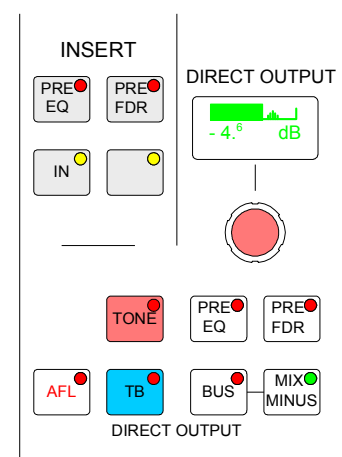 INSERT
PRE
EQ
PRE
FDR
IN
DIRECT OUTPUT
- 4.6 dB
TONE
PRE
EQ
PRE
FDR
AFL
TB
BUS
MIX
MINUS
DIRECT OUTPUT